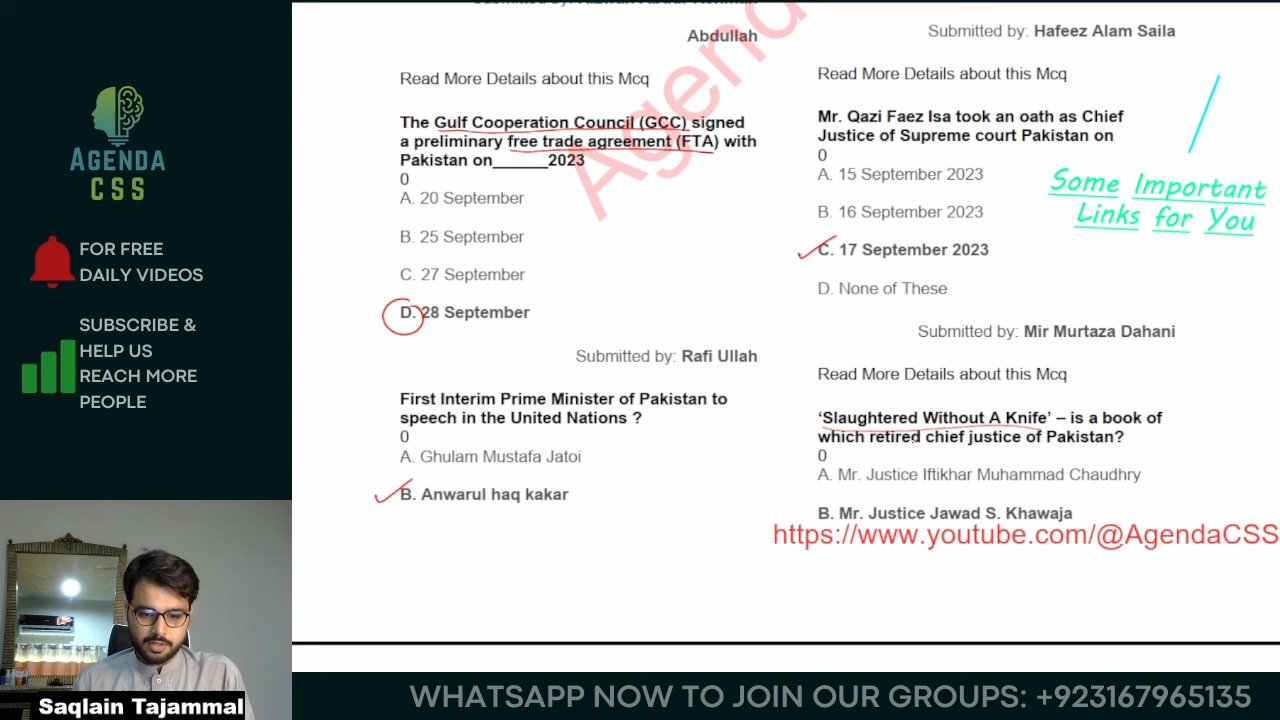 AGENDA
CSS
FOR FREE
DAILY VIDEOS
SUBSCRIBE &
HELP US
REACH MORE
PEOPLE
Saqlain Tajammal
Abdullah
Read More Details about this Mcq
The Gulf Cooperation Council (GCC) signed
a preliminary free trade agreement (FTA) with
Pakistan on______2023
0
A. 20 September
B. 25 September
C. 27 September
D. 28 September
Submitted by: Rafi Ullah
First Interim Prime Minister of Pakistan to
speech in the United Nations ?
0
A. Ghulam Mustafa Jatoi
B. Anwarul haq kakar
Agenda
Submitted by: Hafeez Alam Saila
Read More Details about this Mcq
Mr. Qazi Faez Isa took an oath as Chief
Justice of Supreme court Pakistan on
0
A. 15 September 2023
B. 16 September 2023
C. 17 September 2023
D. None of These
Some Important
Links for You
Submitted by: Mir Murtaza Dahani
Read More Details about this Mcq
‘Slaughtered Without A Knife’ – is a book of
which retired chief justice of Pakistan?
0
A. Mr. Justice Iftikhar Muhammad Chaudhry
B. Mr. Justice Jawad S. Khawaja
https://www.youtube.com/@AgendaCSS
WHATSAPP NOW TO JOIN OUR GROUPS: +923167965135